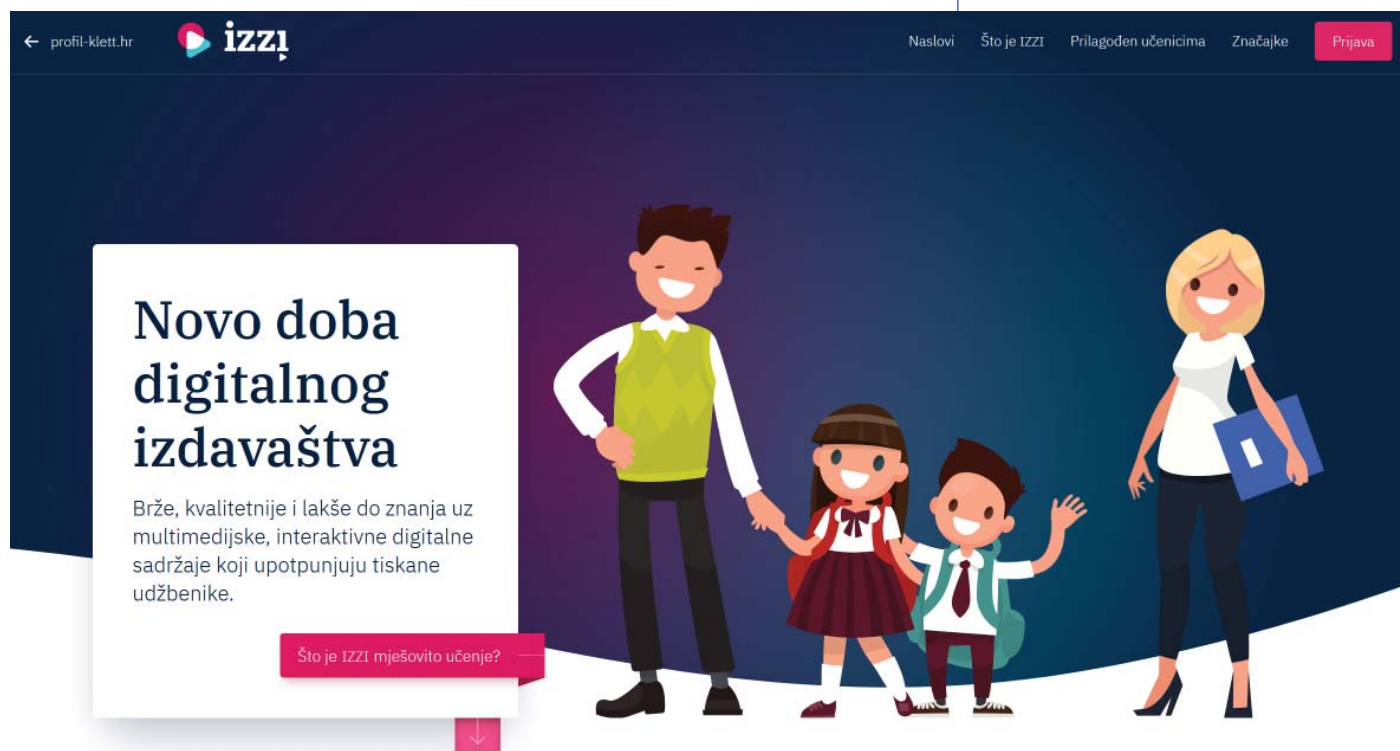 profil-klett.hr
izzi
Naslovi
Što je IZZI
Prilagođen učenicima
Značajke
Prijava
Novo doba
digitalnog
izdavaštva
Brže, kvalitetnije i lakše do znanja uz
multimedijske, interaktivne digitalne
sadržaje koji upotpunjuju tiskane
udžbenike.
Što je IZZI mješovito učenje?